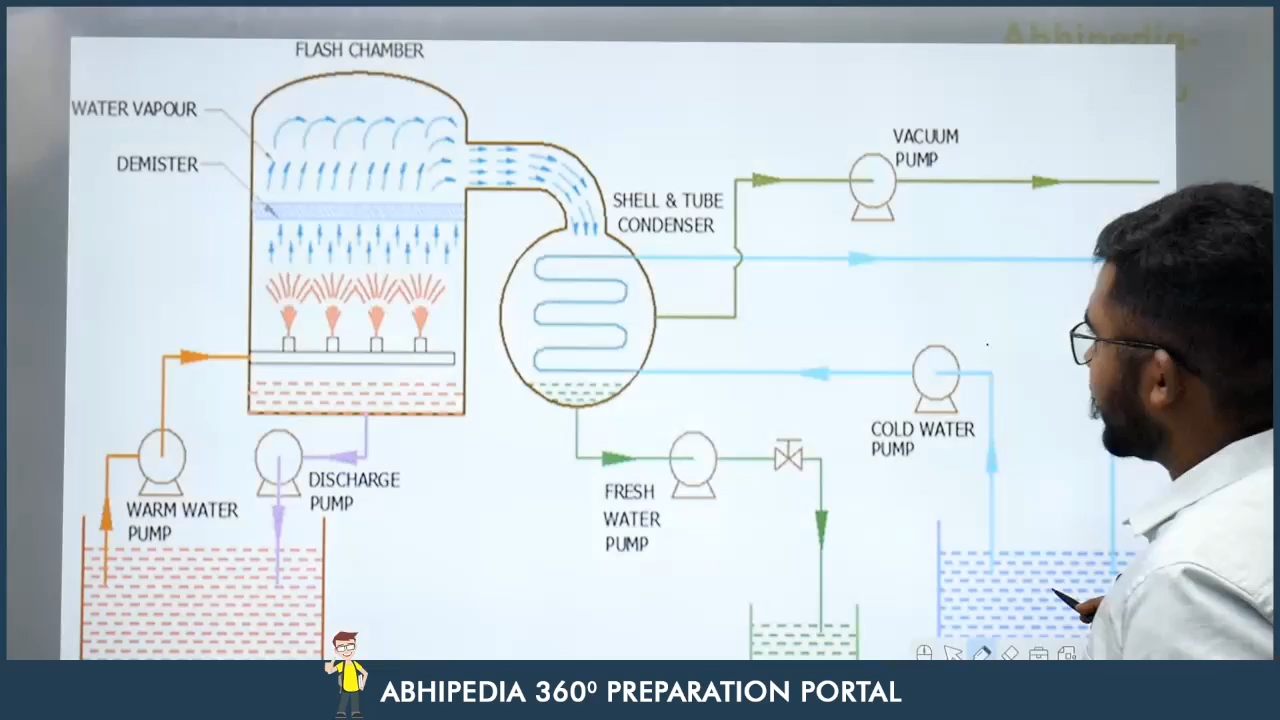 Abhipedia-
FLASH CHAMBER
WATER VAPOUR
DEMISTER
VACUUM
PUMP
SHELL & TUBE
CONDENSER
COLD WATER
PUMP
DISCHARGE
PUMP
WARM WATER
PUMP
FRESH
WATER
PUMP
ABHIPEDIA 360⁰ PREPARATION PORTAL